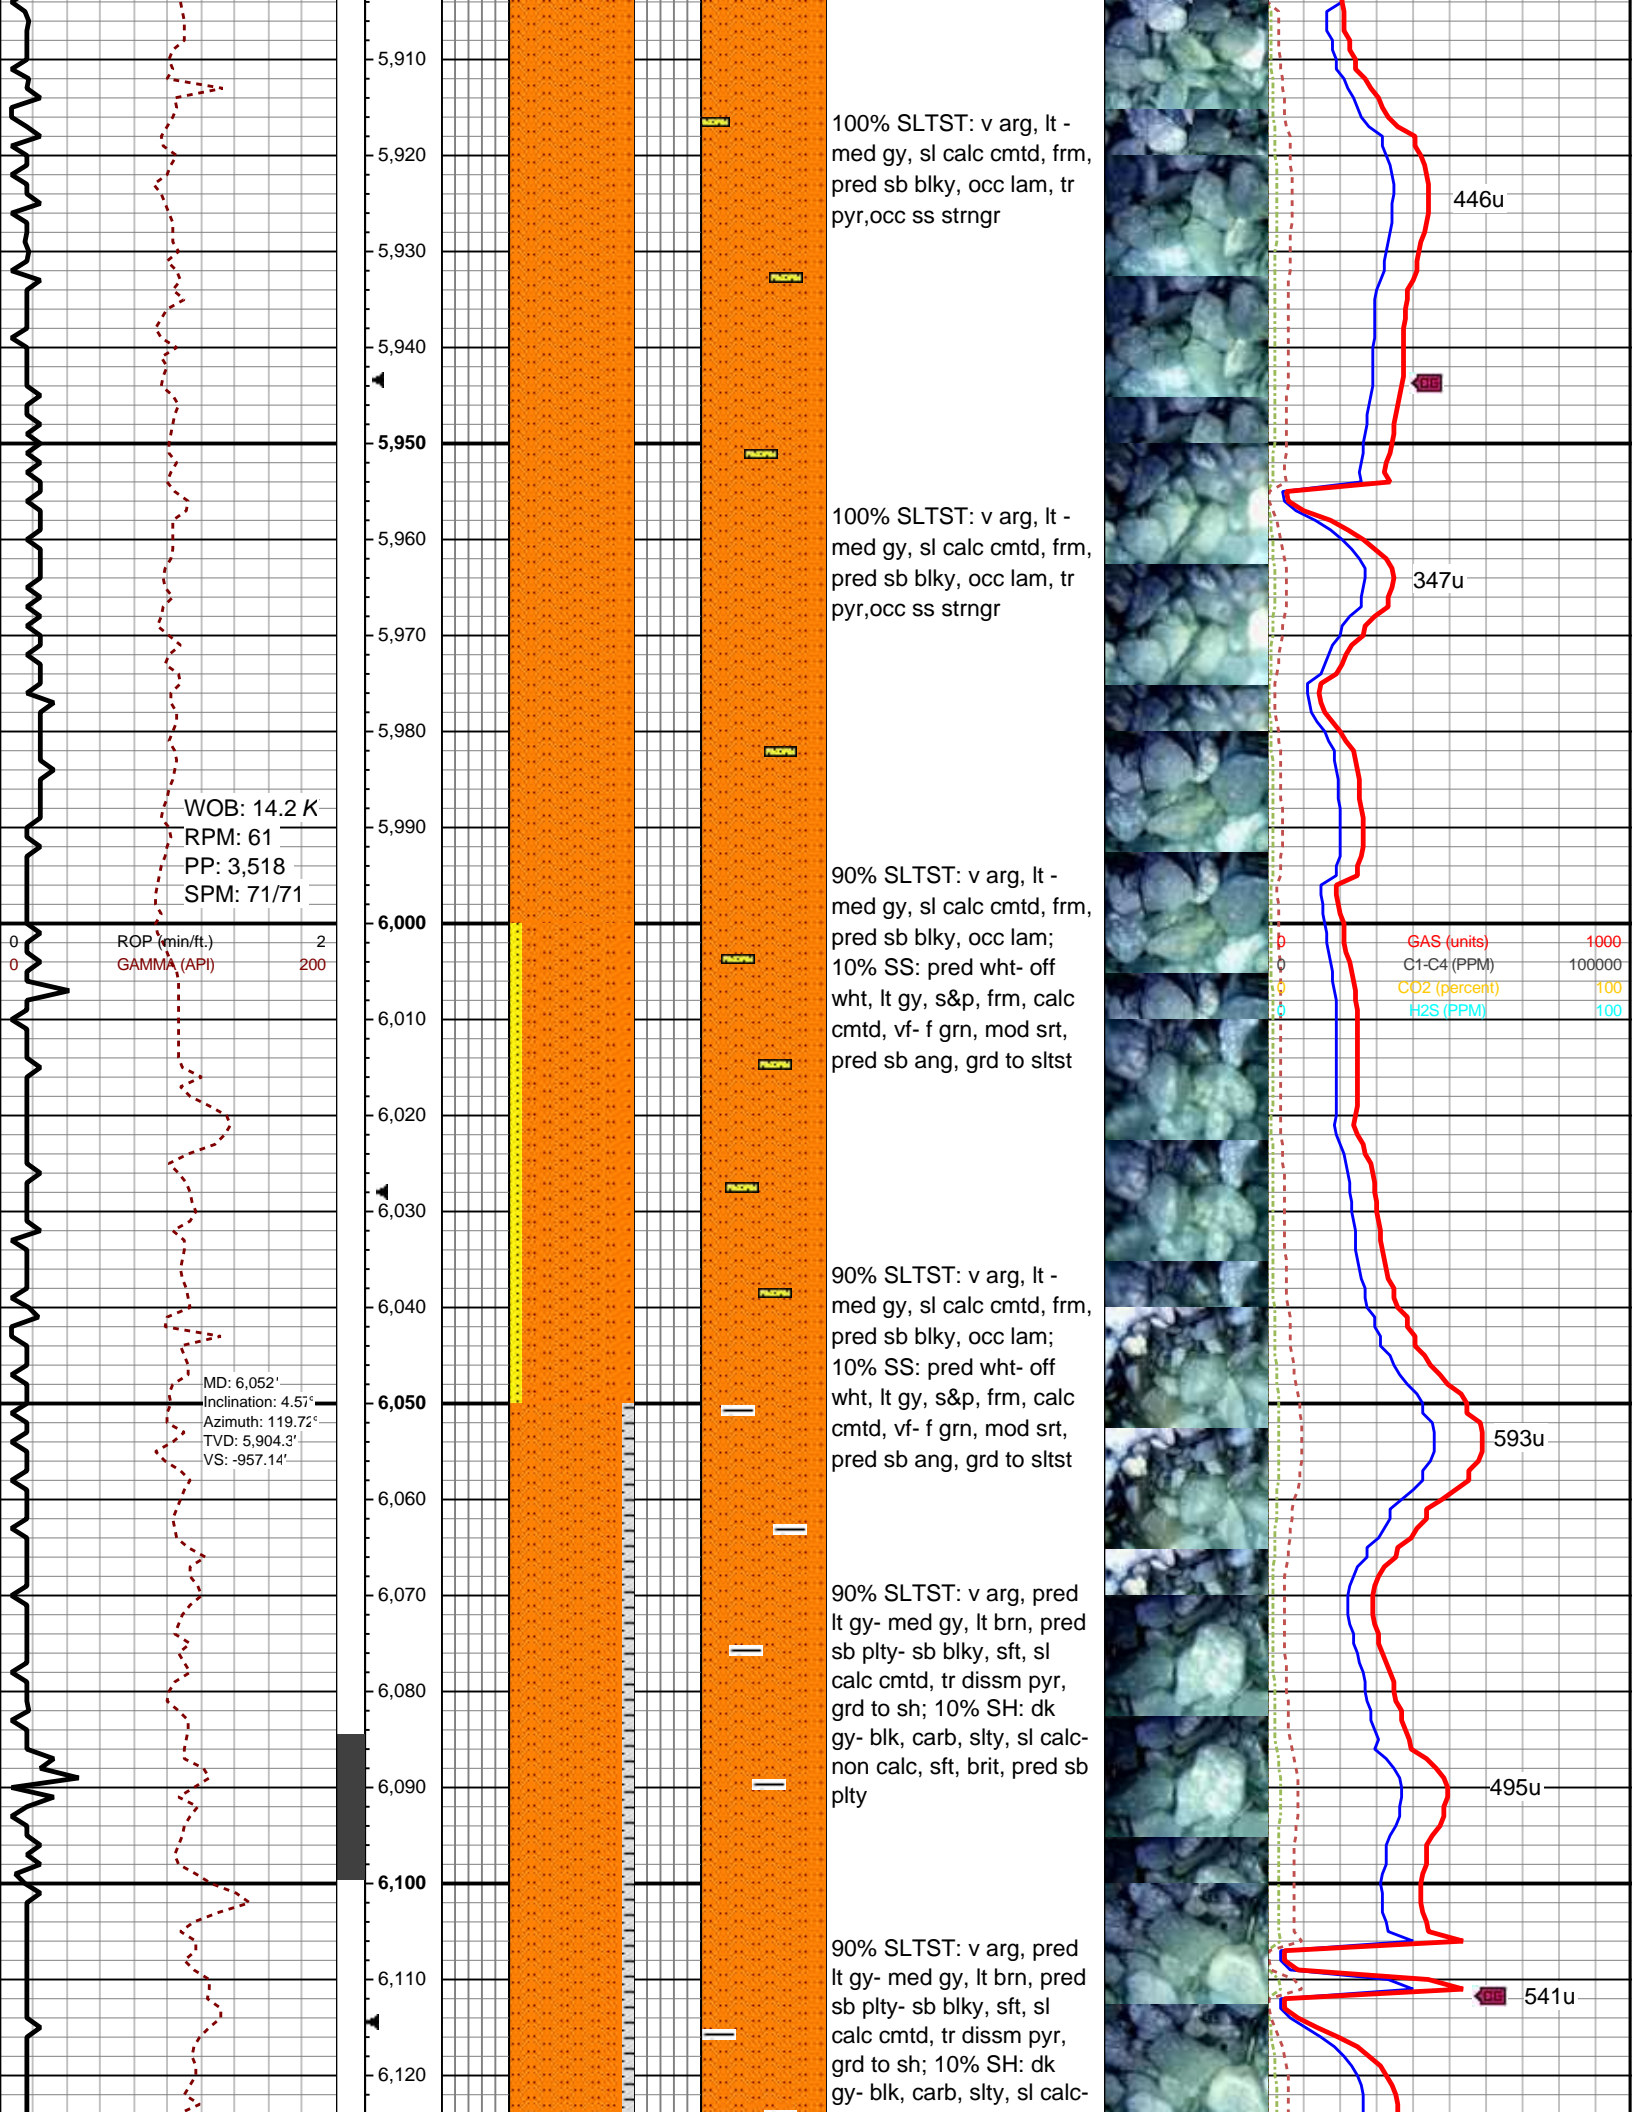 5,910
5,920
5,930
5,940
5,950
5,960
5,970
5,980
5,990
6,000
6,010
6,020
6,030
6,040
6,050
6,060
6,070
6,080
6,090
6,100
6,110
6,120
WOB: 14.2 K
RPM: 61
PP: 3,518
SPM: 71/71
0 ROP (min/ft.) 2
0 GAMMA (API) 200
MD: 6,052'
Inclination: 4.57°
Azimuth: 119.72°
TVD: 5,904.3'
VS: -957.14'
100% SLTST: v arg, lt -
med gy, sl calc cmtd, frm,
pred sb blky, occ lam, tr
pyr,occ ss strngr
100% SLTST: v arg, lt -
med gy, sl calc cmtd, frm,
pred sb blky, occ lam, tr
pyr,occ ss strngr
90% SLTST: v arg, lt -
med gy, sl calc cmtd, frm,
pred sb blky, occ lam;
10% SS: pred wht- off
wht, lt gy, s&p, frm, calc
cmtd, vf- f grn, mod srt,
pred sb ang, grd to sltst
90% SLTST: v arg, lt -
med gy, sl calc cmtd, frm,
pred sb blky, occ lam;
10% SS: pred wht- off
wht, lt gy, s&p, frm, calc
cmtd, vf- f grn, mod srt,
pred sb ang, grd to sltst
90% SLTST: v arg, pred
lt gy- med gy, lt brn, pred
sb plty- sb blky, sft, sl
calc cmtd, tr dissm pyr,
grd to sh; 10% SH: dk
gy- blk, carb, slty, sl calc-
non calc, sft, brit, pred sb
plty
90% SLTST: v arg, pred
lt gy- med gy, lt brn, pred
sb plty- sb blky, sft, sl
calc cmtd, tr dissm pyr,
grd to sh; 10% SH: dk
gy- blk, carb, slty, sl calc-
446u
347u
0 GAS (units) 1000
0 C1-C4 (PPM) 100000
0 CO2 (percent) 100
0 H2S (PPM) 100
593u
495u
541u